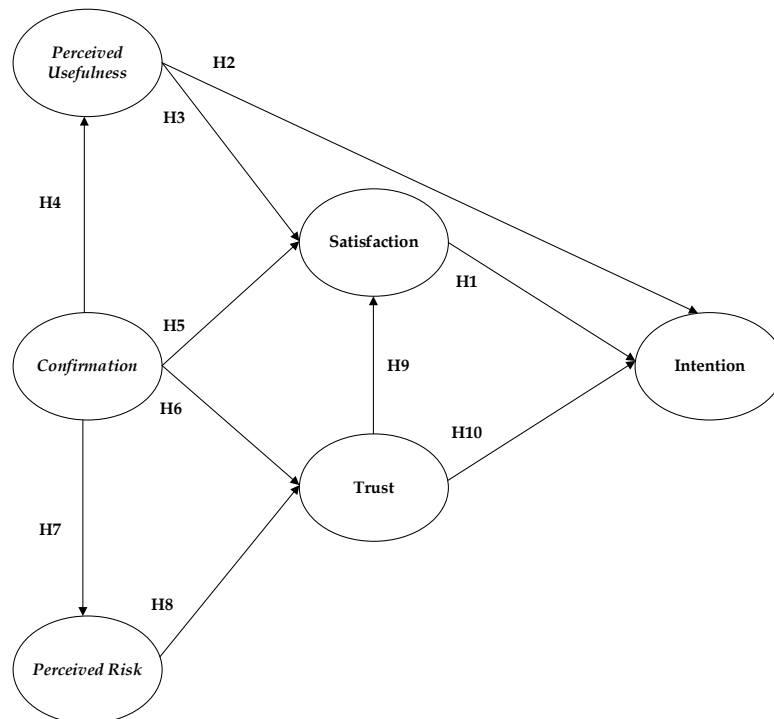 Perceived
Usefulness
H2
H3
H4
Satisfaction
H1
H5
Confirmation
H9
Intention
H6
H10
Trust
H7
H8
Perceived Risk